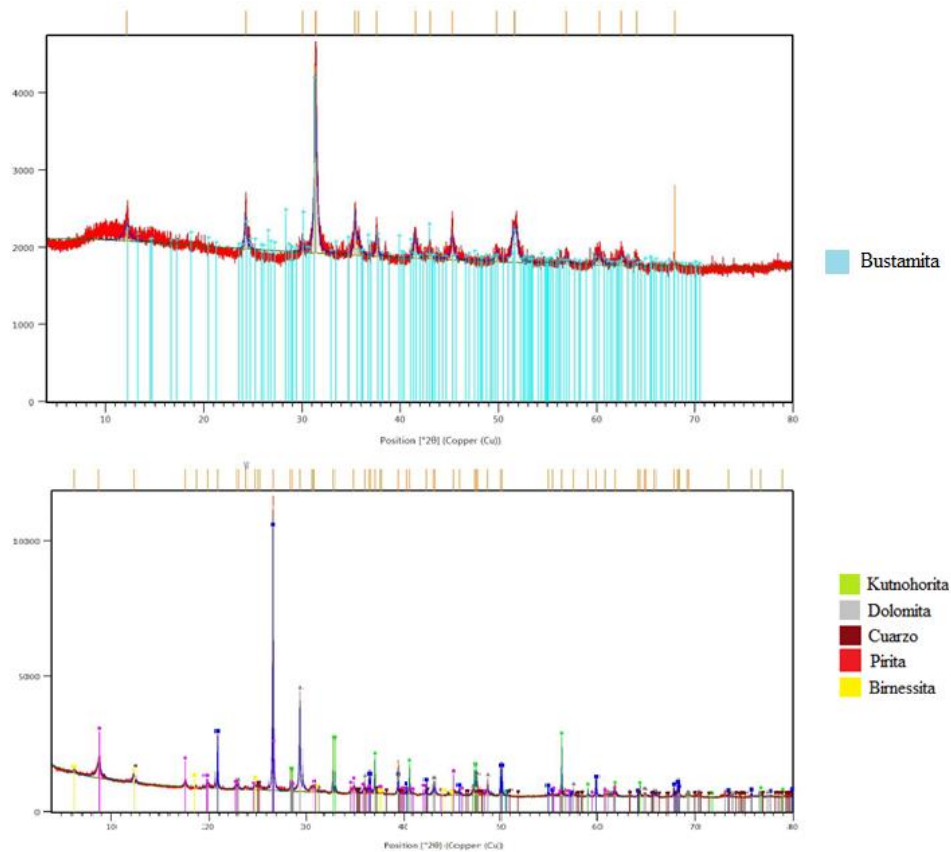 4000
3000
2000
1000
0
10 20 30 40 50 60 70 80
Position [°2θ] (Copper (Cu))
Bustamita
10000
5000
0
10 20 30 40 50 60 70 80
Position [°2θ] (Copper (Cu))
Kutnohorita
Dolomita
Cuarzo
Pirita
Birnessita